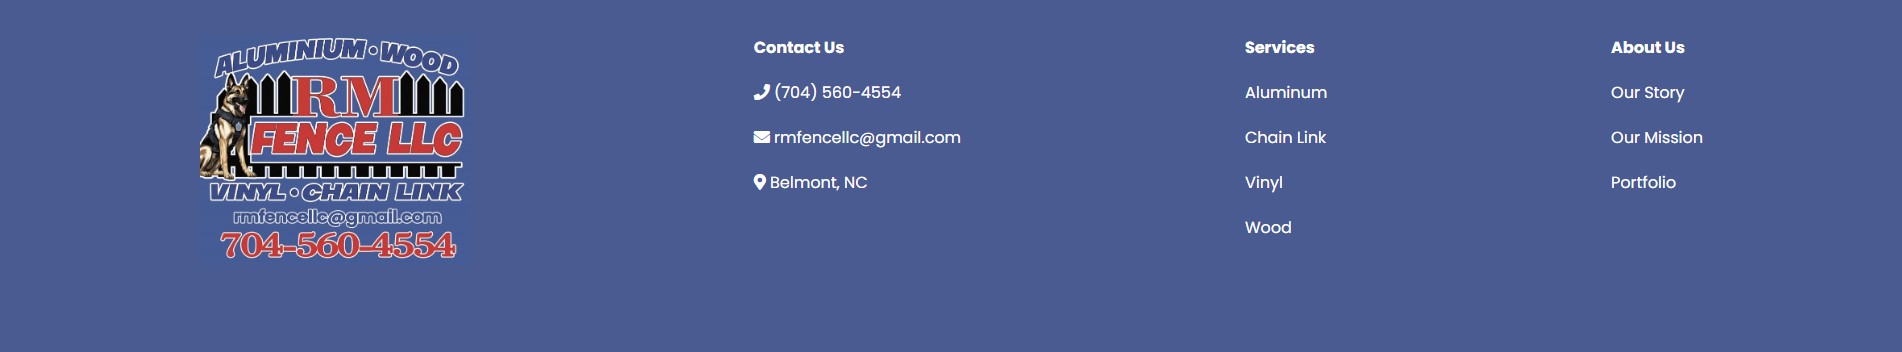 ALUMINIUM • WOOD
RM
FENCE LLC
VINYL • CHAIN LINK
rmfencellc@gmail.com
704-560-4554
Contact Us
(704) 560-4554
rmfencellc@gmail.com
Belmont, NC
Services
Aluminum
Chain Link
Vinyl
Wood
About Us
Our Story
Our Mission
Portfolio